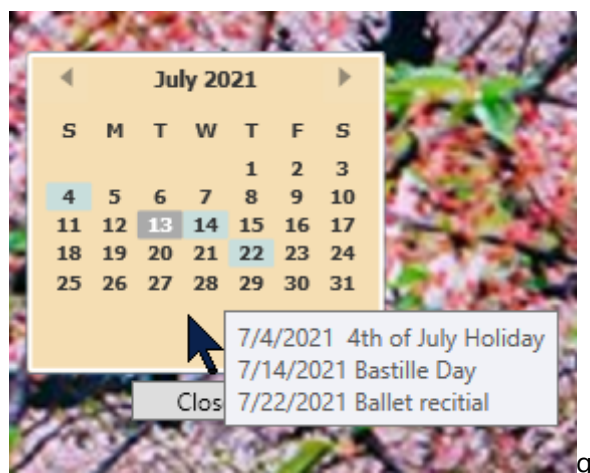 July 2021
S M T W T F S
1 2 3
4 5 6 7 8 9 10
11 12 13 14 15 16 17
18 19 20 21 22 23 24
25 26 27 28 29 30 31
7/4/2021 4th of July Holiday
7/14/2021 Bastille Day
Clos 7/22/2021 Ballet recitial
g